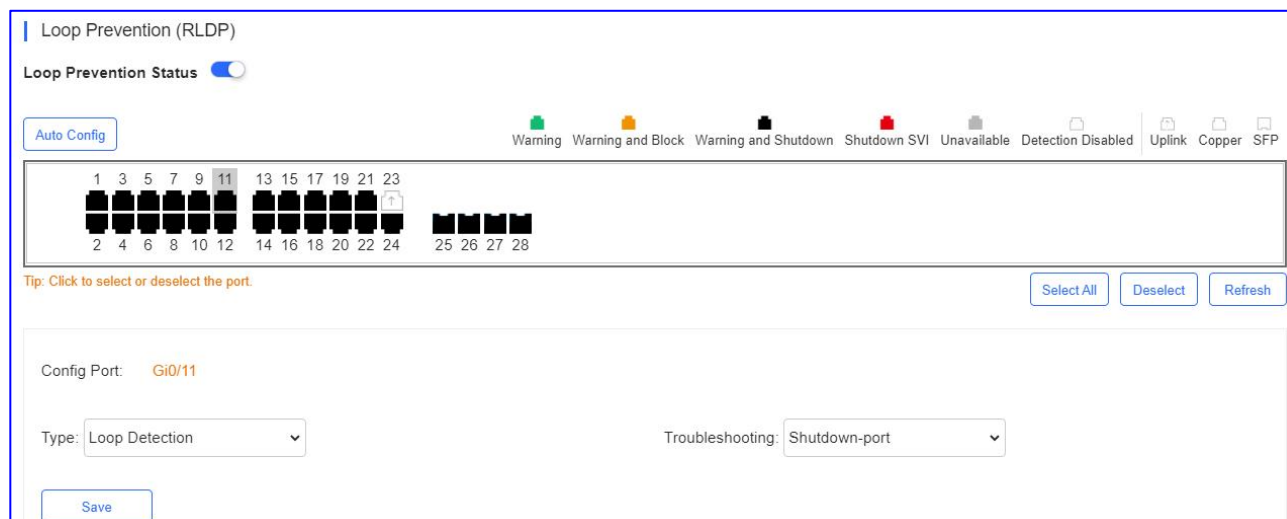 Loop Prevention (RLDP)
Loop Prevention Status
Auto Config
Warning Warning and Block Warning and Shutdown Shutdown SVI Unavailable Detection Disabled Uplink Copper SFP
1 3 5 7 9 11 13 15 17 19 21 23
2 4 6 8 10 12 14 16 18 20 22 24 25 26 27 28
Tip: Click to select or deselect the port.
Select All Deselect Refresh
Config Port: Gi0/11
Type: Loop Detection Troubleshooting: Shutdown-port
Save